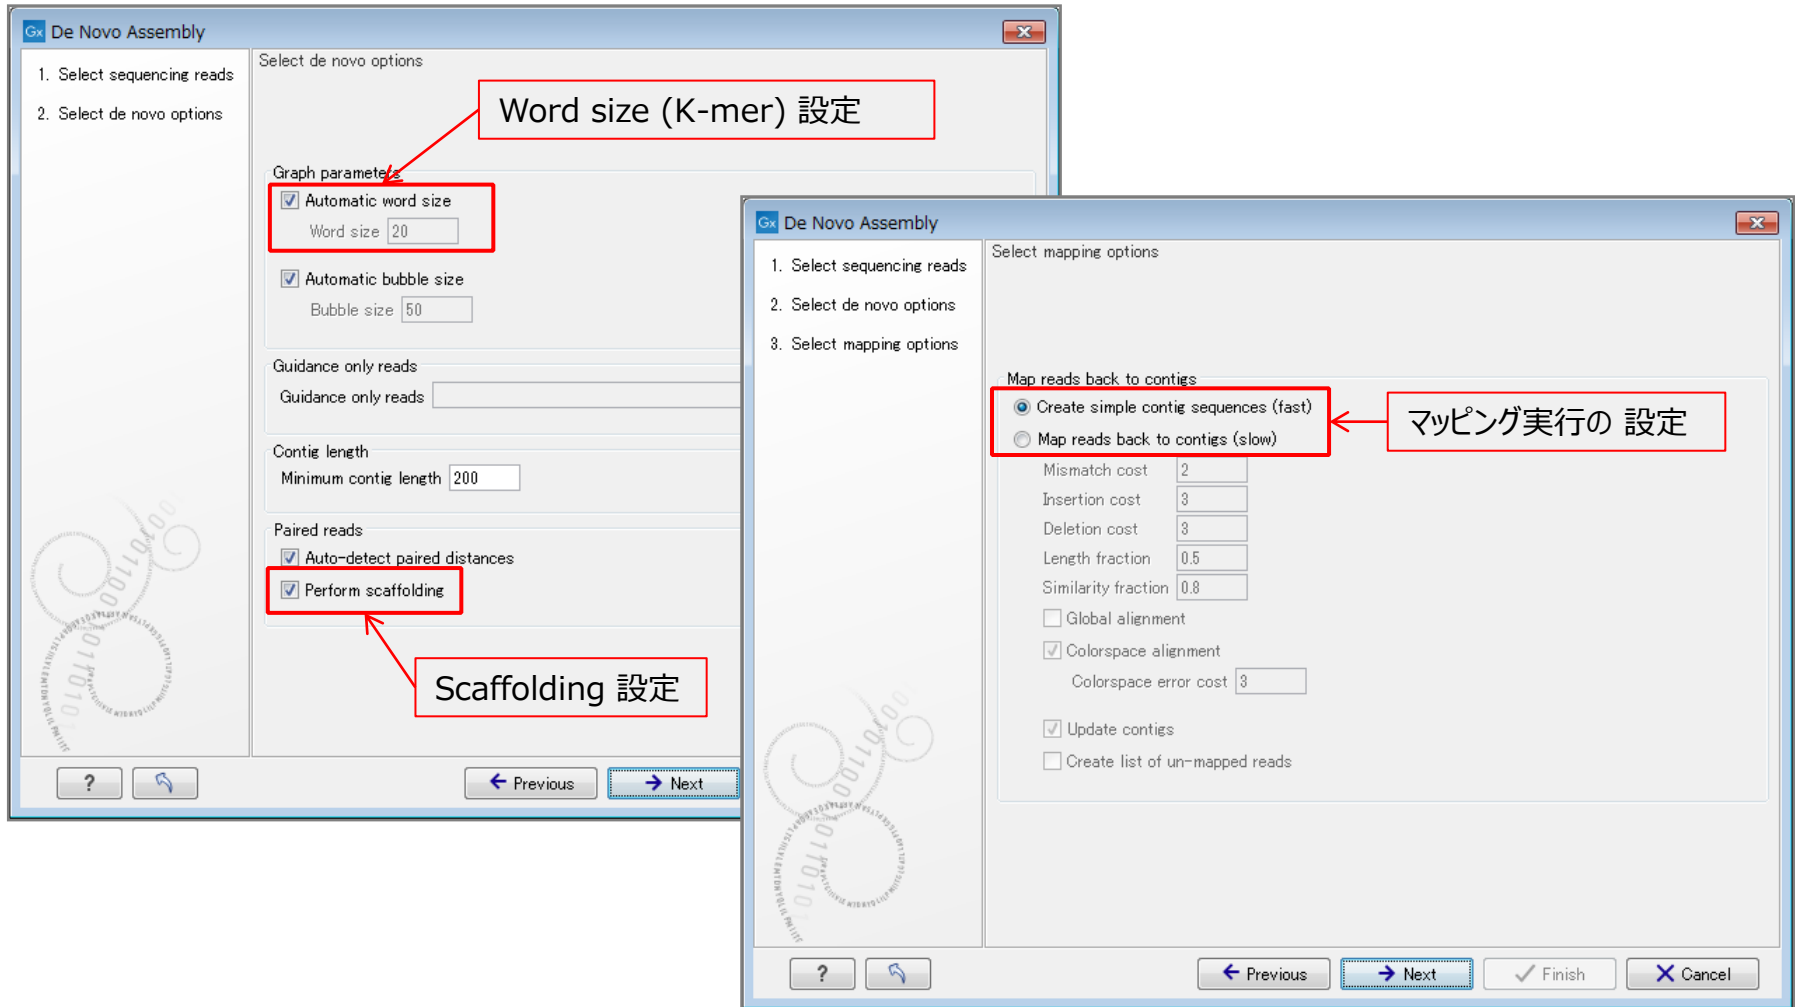 Gx De Novo Assembly
1. Select sequencing reads
2. Select de novo options
Select de novo options
Word size (K-mer) 設定
Graph parameters
Automatic word size
Word size 20
Automatic bubble size
Bubble size 50
Guidance only reads
Guidance only reads
Contig length
Minimum contig length 200
Paired reads
Auto-detect paired distances
Perform scaffolding
Scaffolding 設定
?
Previous
Next
Gx De Novo Assembly
1. Select sequencing reads
2. Select de novo options
3. Select mapping options
Select mapping options
Map reads back to contigs
Create simple contig sequences (fast)
Map reads back to contigs (slow)
マッピング実行の 設定
Mismatch cost 2
Insertion cost 3
Deletion cost 3
Length fraction 0.5
Similarity fraction 0.8
Global alignment
Colorspace alignment
Colorspace error cost 3
Update contigs
Create list of un-mapped reads
?
Previous
Next
Finish
Cancel